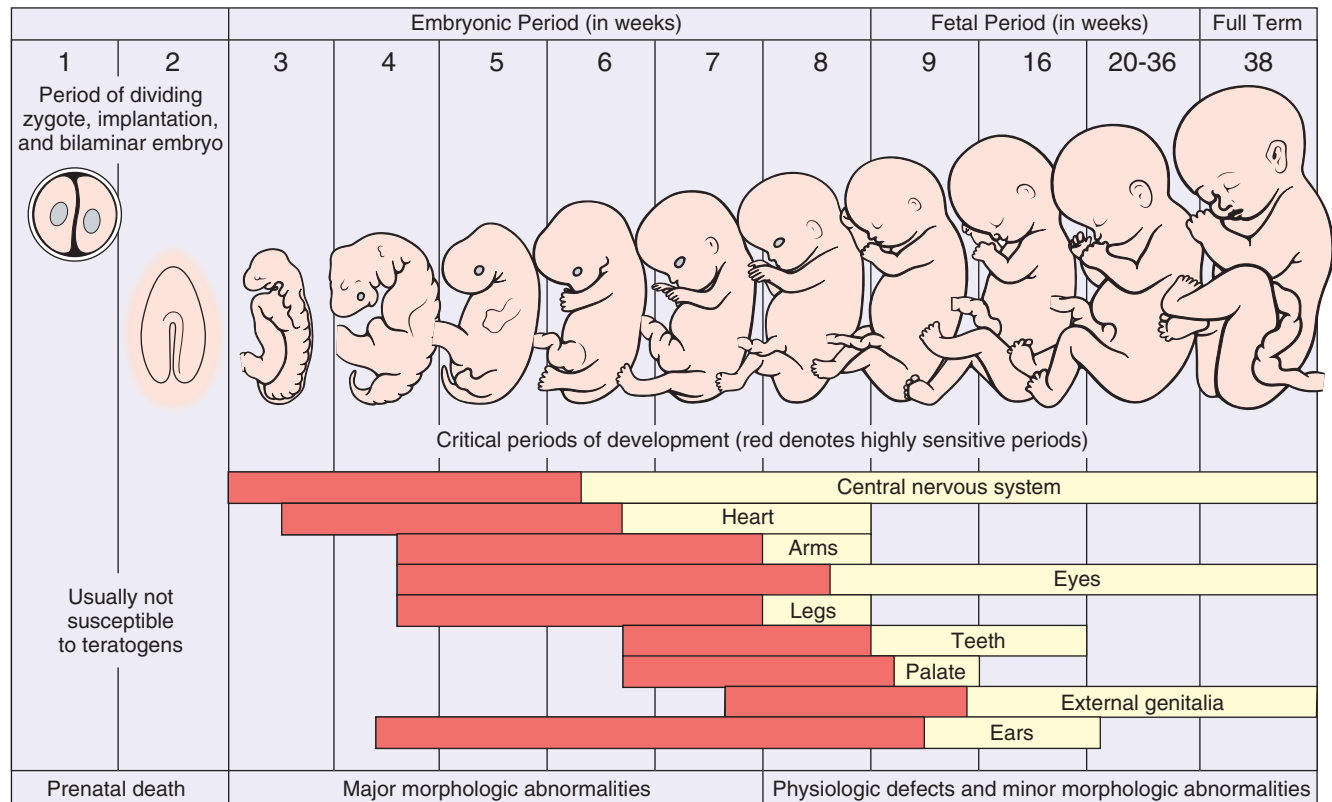 Embryonic Period (in weeks)
Fetal Period (in weeks)
Full Term
1
2
3
4
5
6
7
8
9
16
20-36
38
Period of dividing
zygote, implantation,
and bilaminar embryo
Critical periods of development (red denotes highly sensitive periods)
Central nervous system
Heart
Arms
Eyes
Legs
Teeth
Palate
External genitalia
Ears
Usually not
susceptible
to teratogens
Prenatal death
Major morphologic abnormalities
Physiologic defects and minor morphologic abnormalities